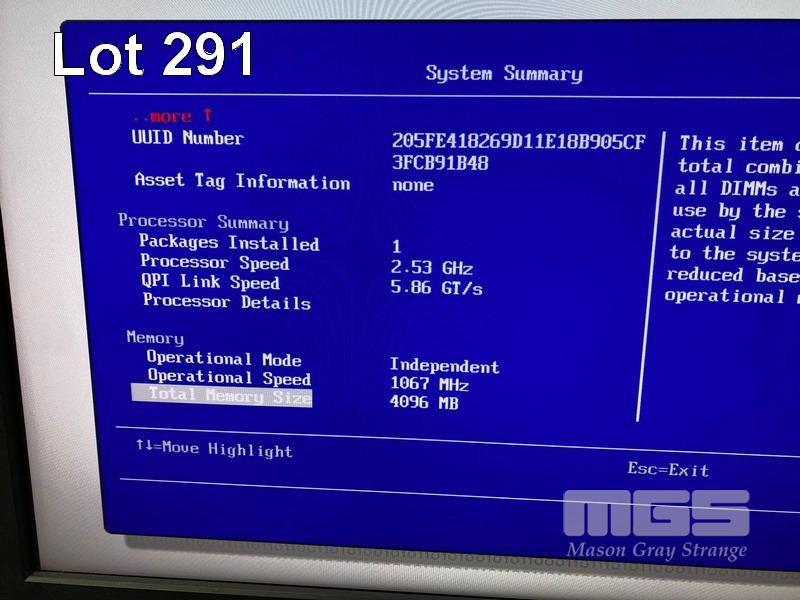 Lot 291
System Summary
..more ↑
UUID Number 205FE418269D11E18B905CF
3FCB91B48
Asset Tag Information none
Processor Summary
Packages Installed 1
Processor Speed 2.53 GHz
QPI Link Speed 5.86 GT/s
Processor Details
Memory
Operational Mode Independent
Operational Speed 1067 MHz
Total Memory Size 4096 MB
This item
total combi
all DIMMs a
use by the
actual size
to the syste
reduced base
operational
↑↓=Move Highlight
Esc=Exit
MGS
Mason Gray Strange